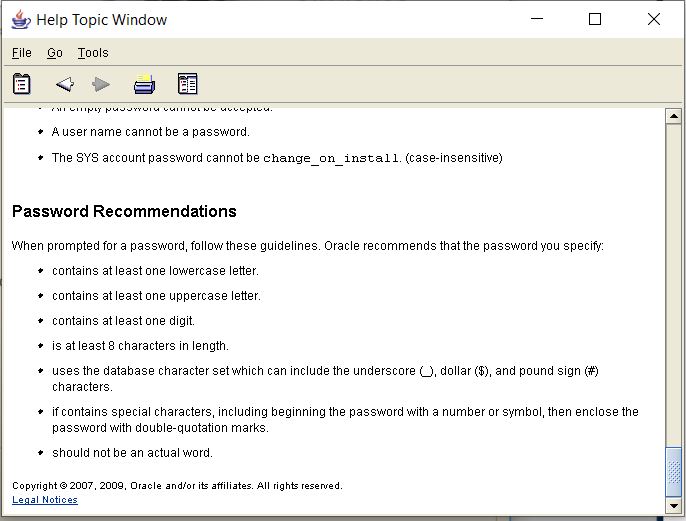 Help Topic Window
File Go Tools
An empty password cannot be accepted.
A user name cannot be a password.
The SYS account password cannot be change_on_install. (case-insensitive)
Password Recommendations
When prompted for a password, follow these guidelines. Oracle recommends that the password you specify:
contains at least one lowercase letter.
contains at least one uppercase letter.
contains at least one digit.
is at least 8 characters in length.
uses the database character set which can include the underscore (_), dollar ($), and pound sign (#)
characters.
if contains special characters, including beginning the password with a number or symbol, then enclose the
password with double-quotation marks.
should not be an actual word.
Copyright © 2007, 2009, Oracle and/or its affiliates. All rights reserved.
Legal Notices